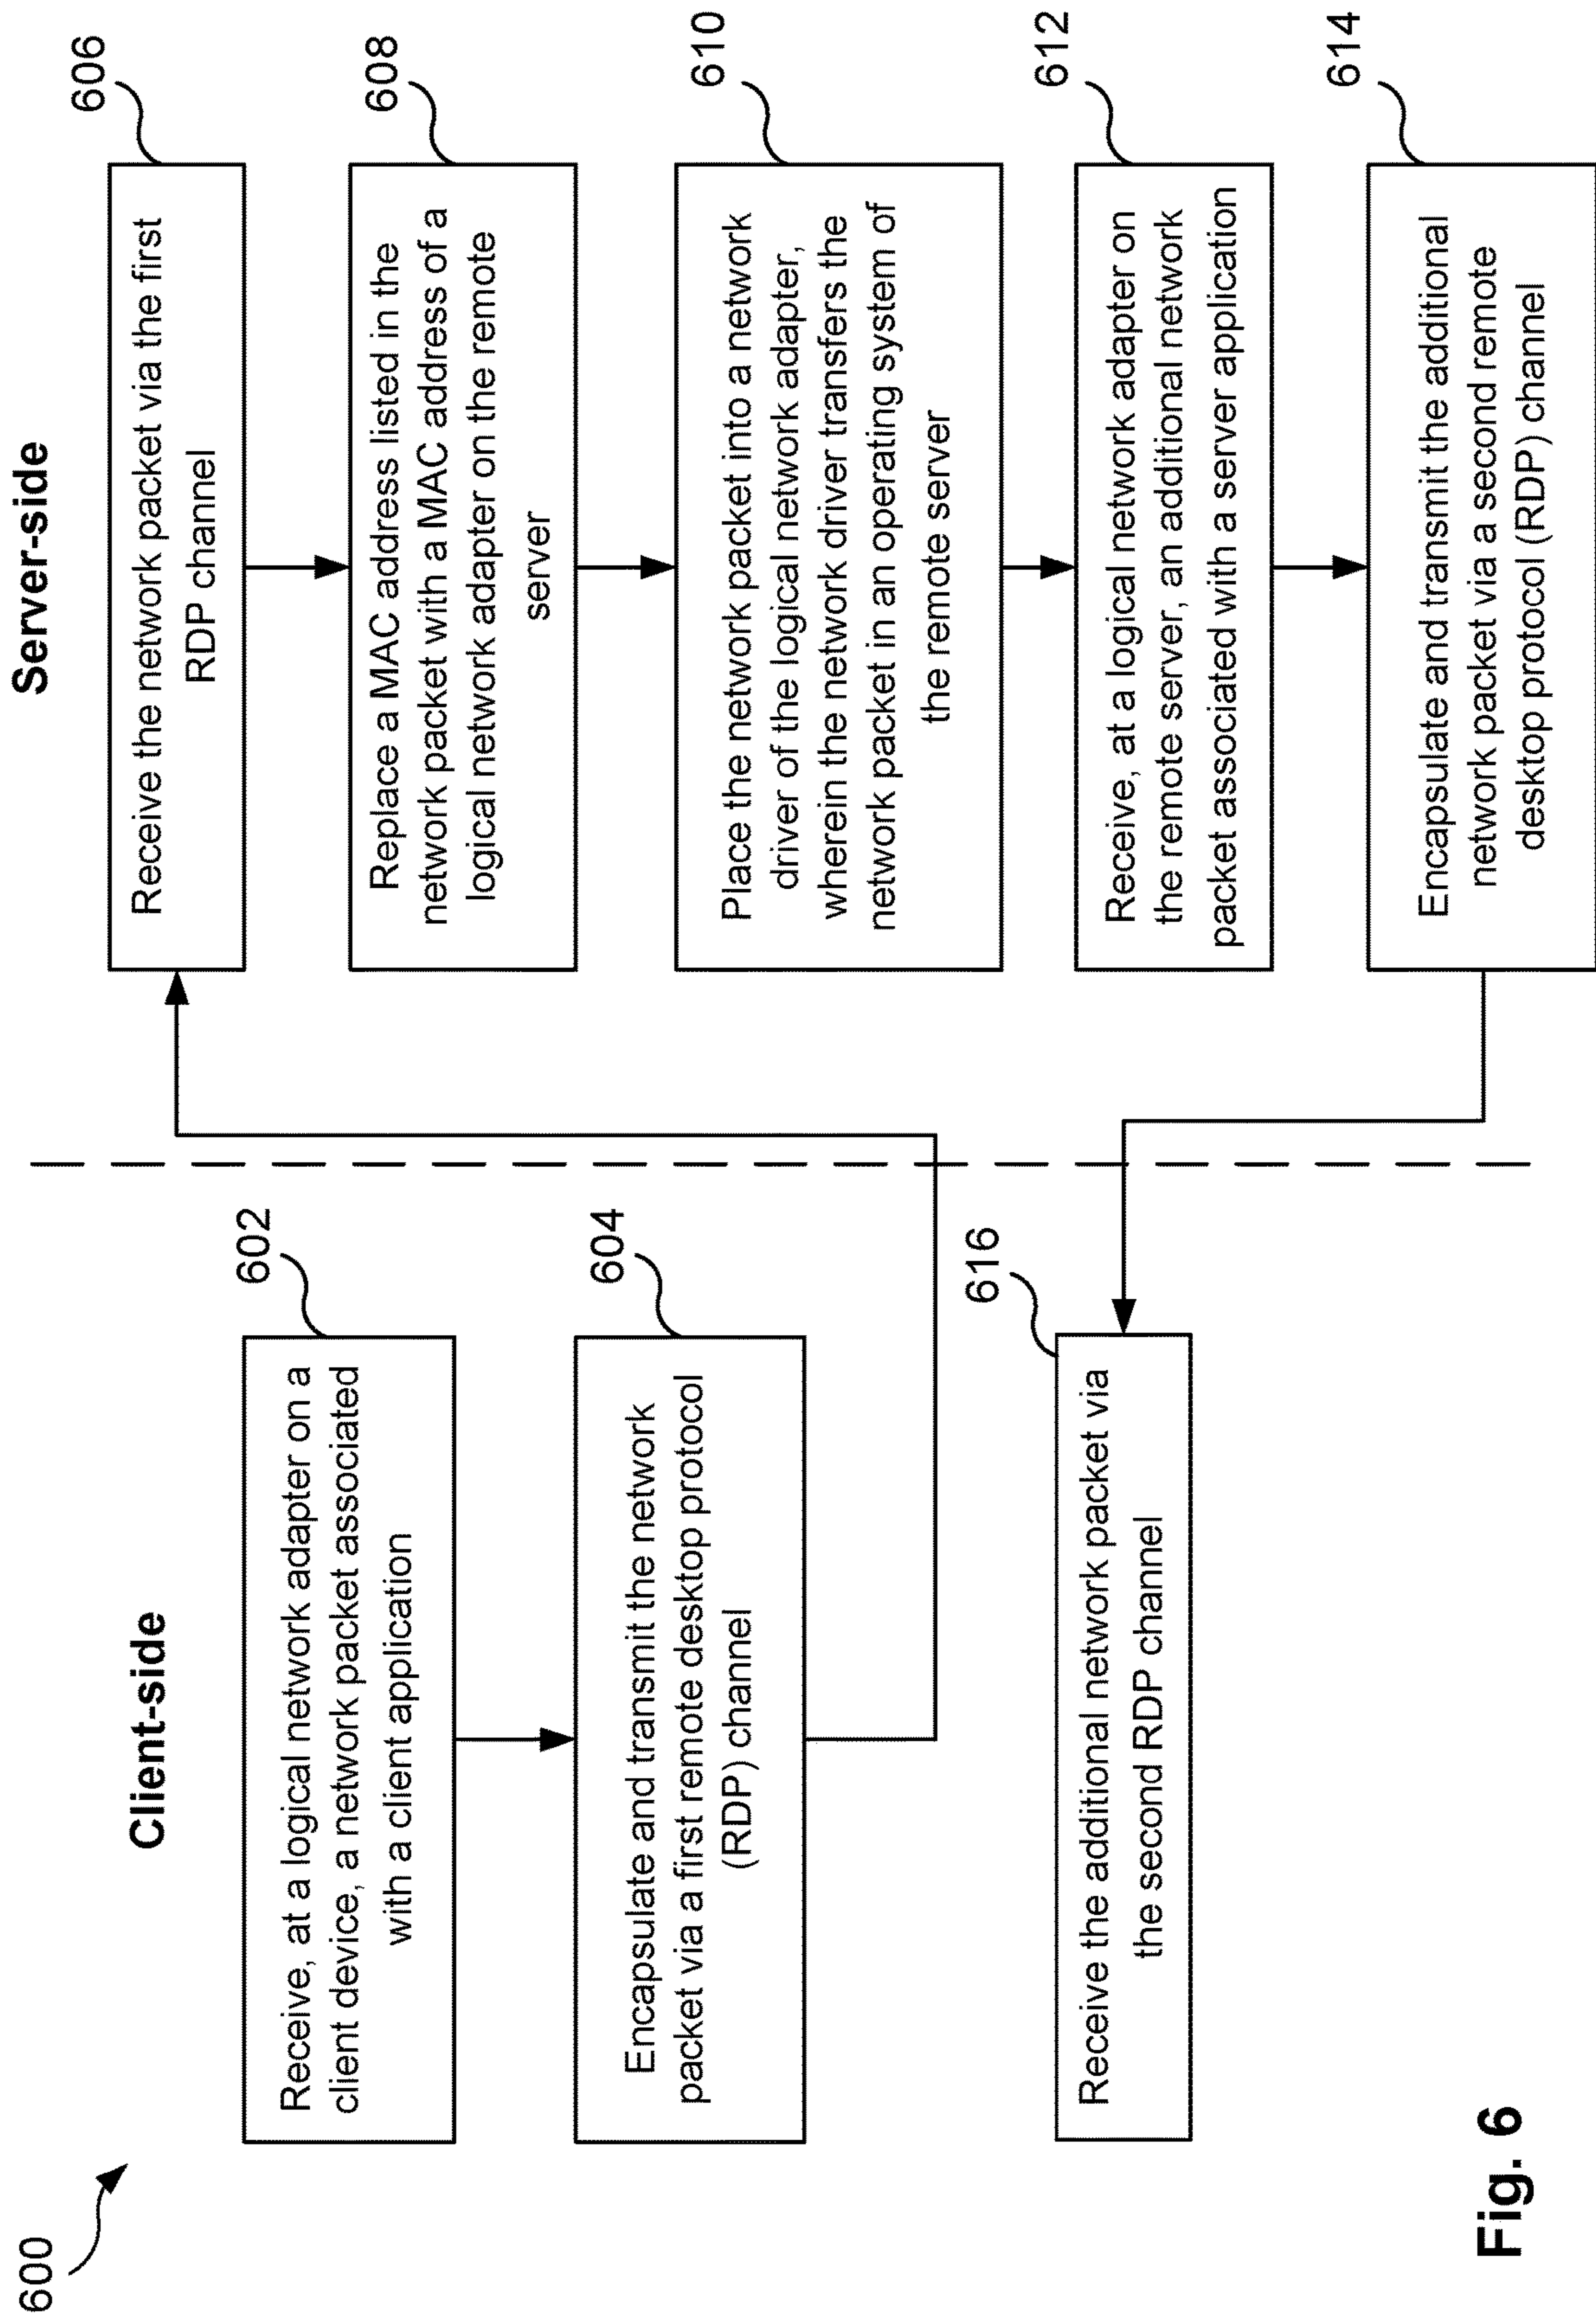 600
Client-side
602
Receive, at a logical network adapter on a
client device, a network packet associated
with a client application
604
Encapsulate and transmit the network
packet via a first remote desktop protocol
(RDP) channel
616
Receive the additional network packet via
the second RDP channel
Server-side
606
Receive the network packet via the first
RDP channel
608
Replace a MAC address listed in the
network packet with a MAC address of a
logical network adapter on the remote
server
610
Place the network packet into a network
driver of the logical network adapter,
wherein the network driver transfers the
network packet in an operating system of
the remote server
612
Receive, at a logical network adapter on
the remote server, an additional network
packet associated with a server application
614
Encapsulate and transmit the additional
network packet via a second remote
desktop protocol (RDP) channel
Fig. 6